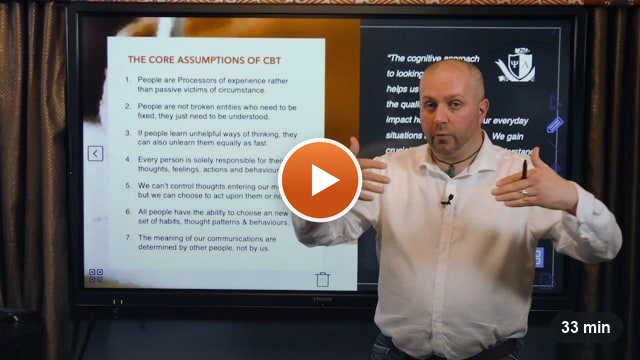 THE CORE ASSUMPTIONS OF CBT
1. People are Processors of experience rather
than passive victims of circumstance.
2. People are not broken entities who need to be
fixed, they just need to be understood.
3. If people learn unhelpful ways of thinking, they
can also unlearn them equally as fast.
4. Every person is solely responsible for their
thoughts, feelings, actions and behaviour
5. We can't control thoughts entering our
but we can choose to act upon them or
6. All people have the ability to choose an new
set of habits, thought patterns & behaviours.
7. The meaning of our communications are
determined by other people, not by us.
"The cognitive approach
to looking
helps us
the
impact our everyday
situations
We gain
CTOUCH
33 min